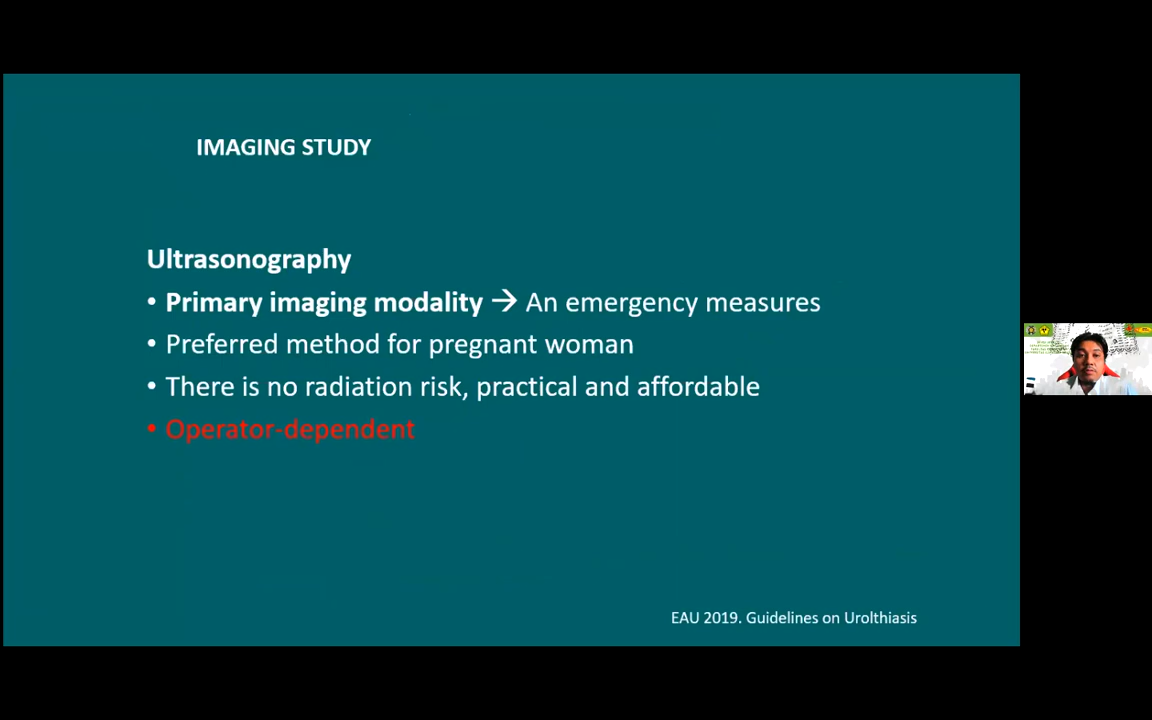 IMAGING STUDY
Ultrasonography
• Primary imaging modality → An emergency measures
• Preferred method for pregnant woman
• There is no radiation risk, practical and affordable
• Operator-dependent
EAU 2019. Guidelines on Urolthiasis